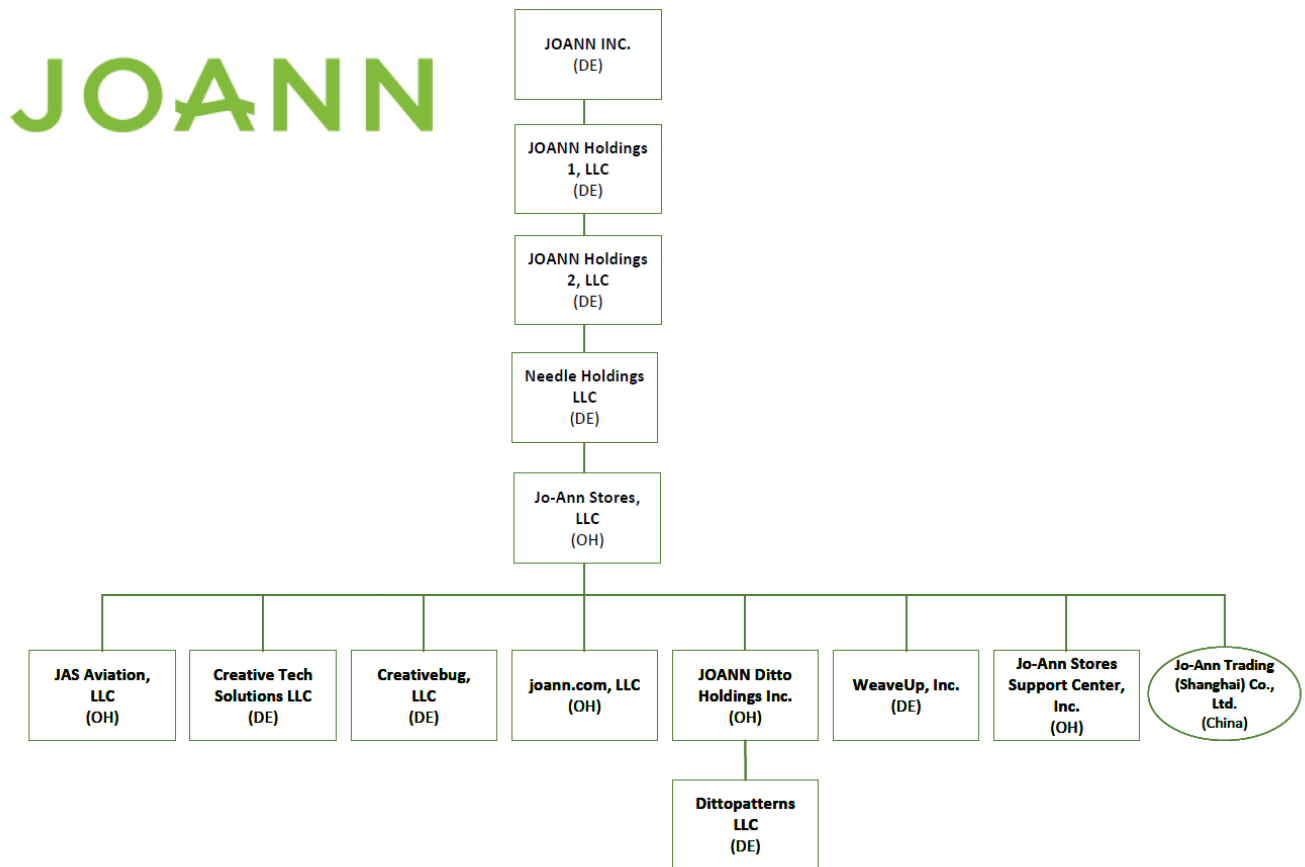 JOANN
JOANN INC.
(DE)
JOANN Holdings
1, LLC
(DE)
JOANN Holdings
2, LLC
(DE)
Needle Holdings
LLC
(DE)
Jo-Ann Stores,
LLC
(OH)
JAS Aviation,
LLC
(OH)
Creative Tech
Solutions LLC
(DE)
Creativebug,
LLC
(DE)
joann.com, LLC
(OH)
JOANN Ditto
Holdings Inc.
(OH)
WeaveUp, Inc.
(DE)
Jo-Ann Stores
Support Center,
Inc.
(OH)
Jo-Ann Trading
(Shanghai) Co.,
Ltd.
(China)
Dittopatterns
LLC
(DE)